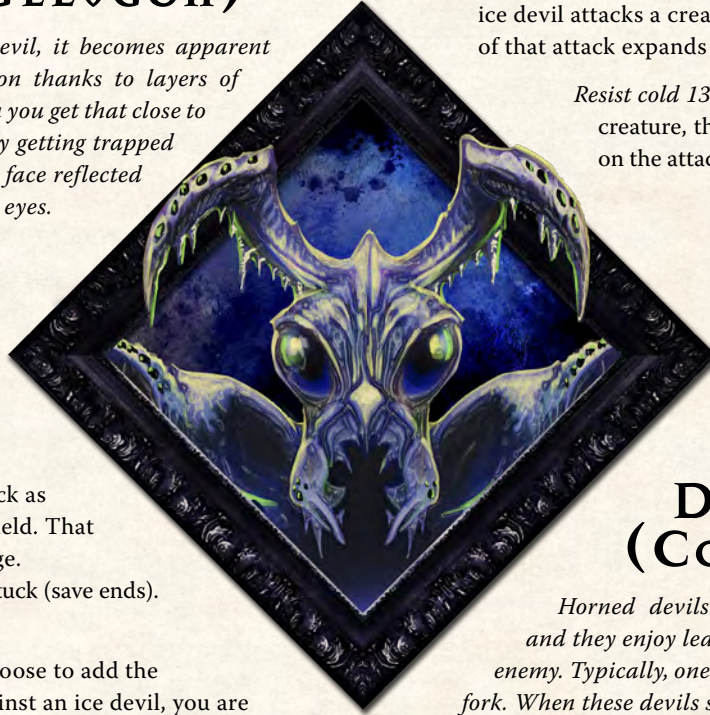 evil, it becomes apparent
on thanks to layers of
you get that close to
y getting trapped
face reflected
eyes.
ck as
ield. That
ge.
tuck (save ends).
oose to add the
inst an ice devil, you are
ice devil attacks a crea
of that attack expands
Resist cold 13
creature, th
on the attac
D
(Co
Horned devils
and they enjoy lea
enemy. Typically, one
fork. When these devils s